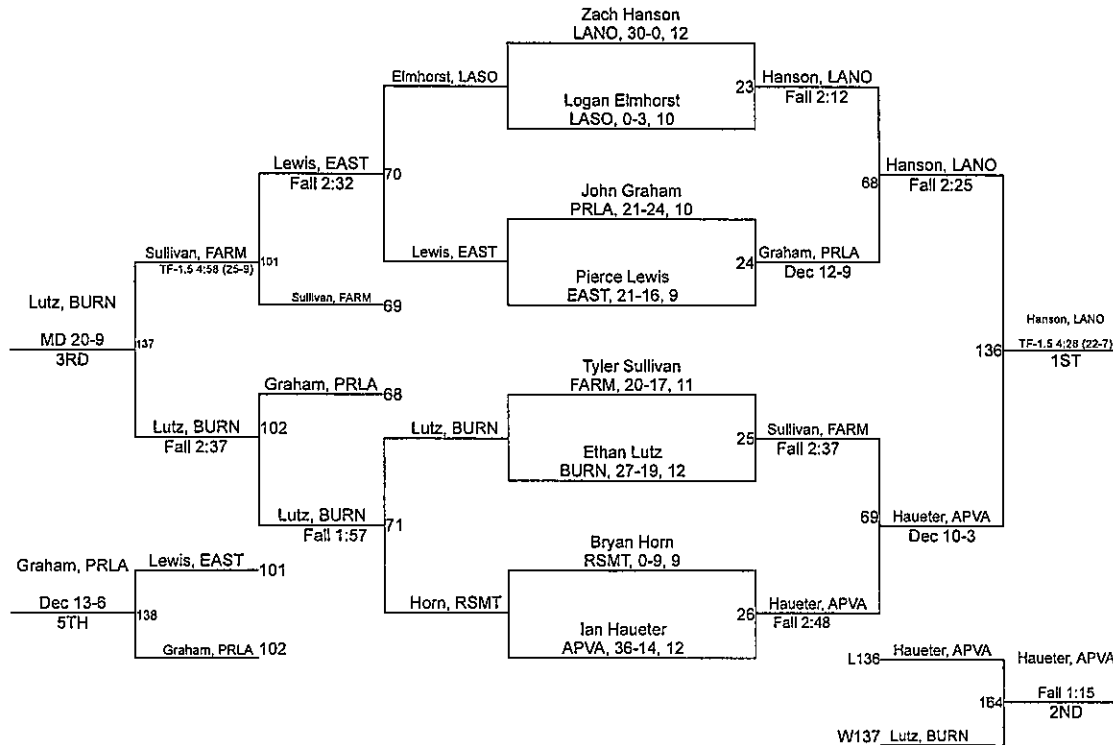 Zach Hanson
LANO, 30-0, 12
Elmhorst, LASO
23
Hanson, LANO
Fall 2:12
Logan Elmhorst
LASO, 0-3, 10
Lewis, EAST
Fall 2:32
70
68
Hanson, LANO
Fall 2:25
John Graham
PRLA, 21-24, 10
Sullivan, FARM
TF-1.5 4:58 (25-9)
101
Lewis, EAST
24
Graham, PRLA
Dec 12-9
Pierce Lewis
EAST, 21-16, 9
Sullivan, FARM
69
Lutz, BURN
MD 20-9
3RD
137
136
Hanson, LANO
TF-1.5 4:28 (22-7)
1ST
Tyler Sullivan
FARM, 20-17, 11
Graham, PRLA
68
Lutz, BURN
Fall 2:37
102
Lutz, BURN
25
Sullivan, FARM
Fall 2:37
Ethan Lutz
BURN, 27-19, 12
Lutz, BURN
Fall 1:57
71
69
Haueter, APVA
Dec 10-3
Bryan Horn
RSMT, 0-9, 9
Graham, PRLA
Dec 13-6
5TH
Lewis, EAST
101
138
Graham, PRLA
102
Horn, RSMT
26
Haueter, APVA
Fall 2:48
Ian Haueter
APVA, 36-14, 12
L136
Haueter, APVA
Haueter, APVA
164
Fall 1:15
2ND
W137
Lutz, BURN